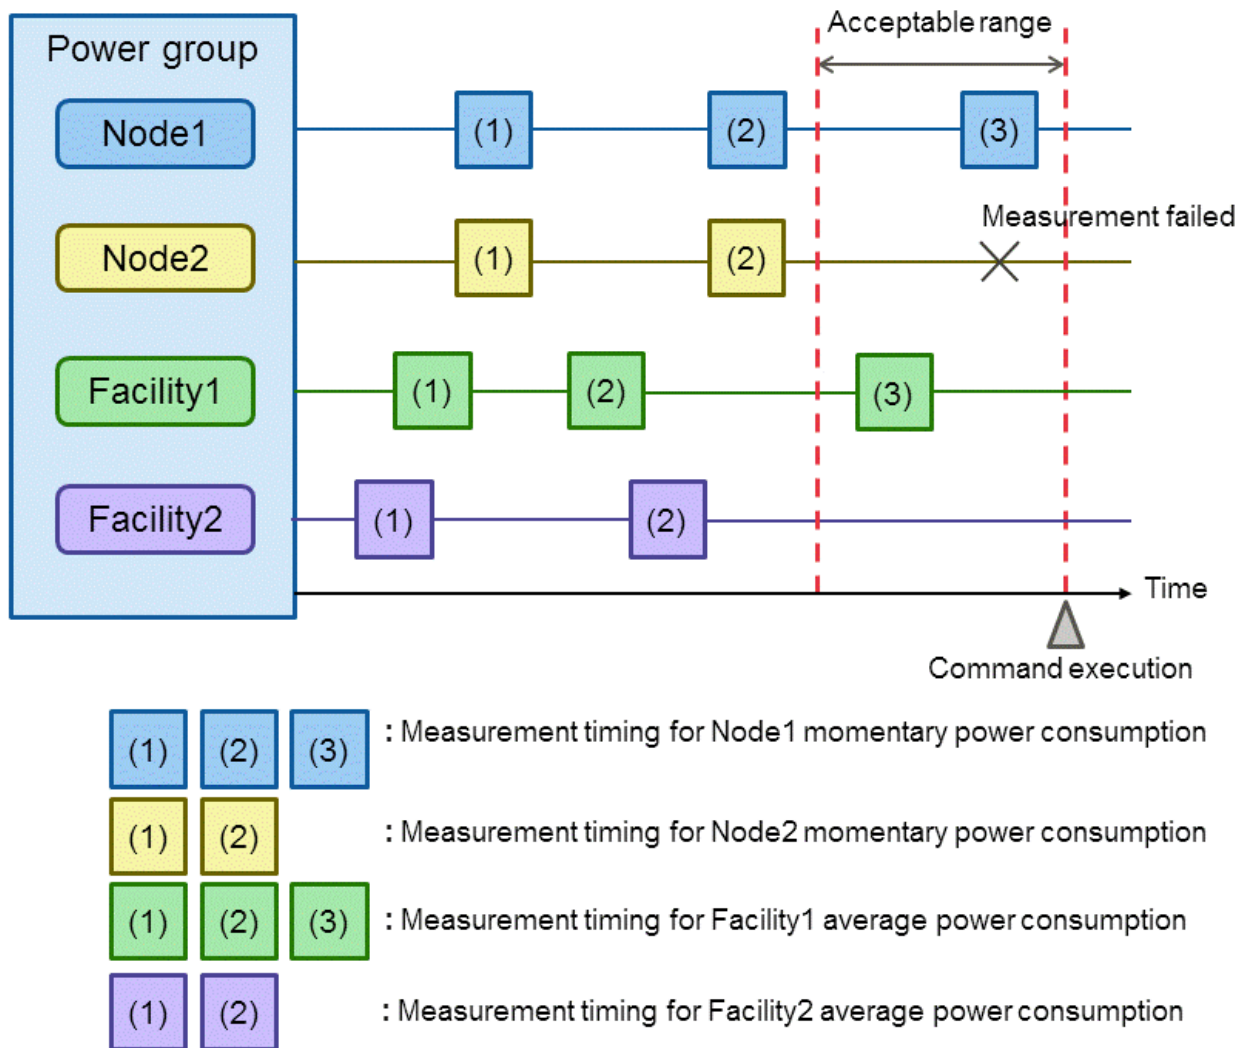 Acceptable range
Power group
Node1
(1)
(2)
(3)
Measurement failed
Node2
(1)
(2)
Facility1
(1)
(2)
(3)
Facility2
(1)
(2)
Time
Command execution
(1) (2) (3) : Measurement timing for Node1 momentary power consumption
(1) (2) : Measurement timing for Node2 momentary power consumption
(1) (2) (3) : Measurement timing for Facility1 average power consumption
(1) (2) : Measurement timing for Facility2 average power consumption